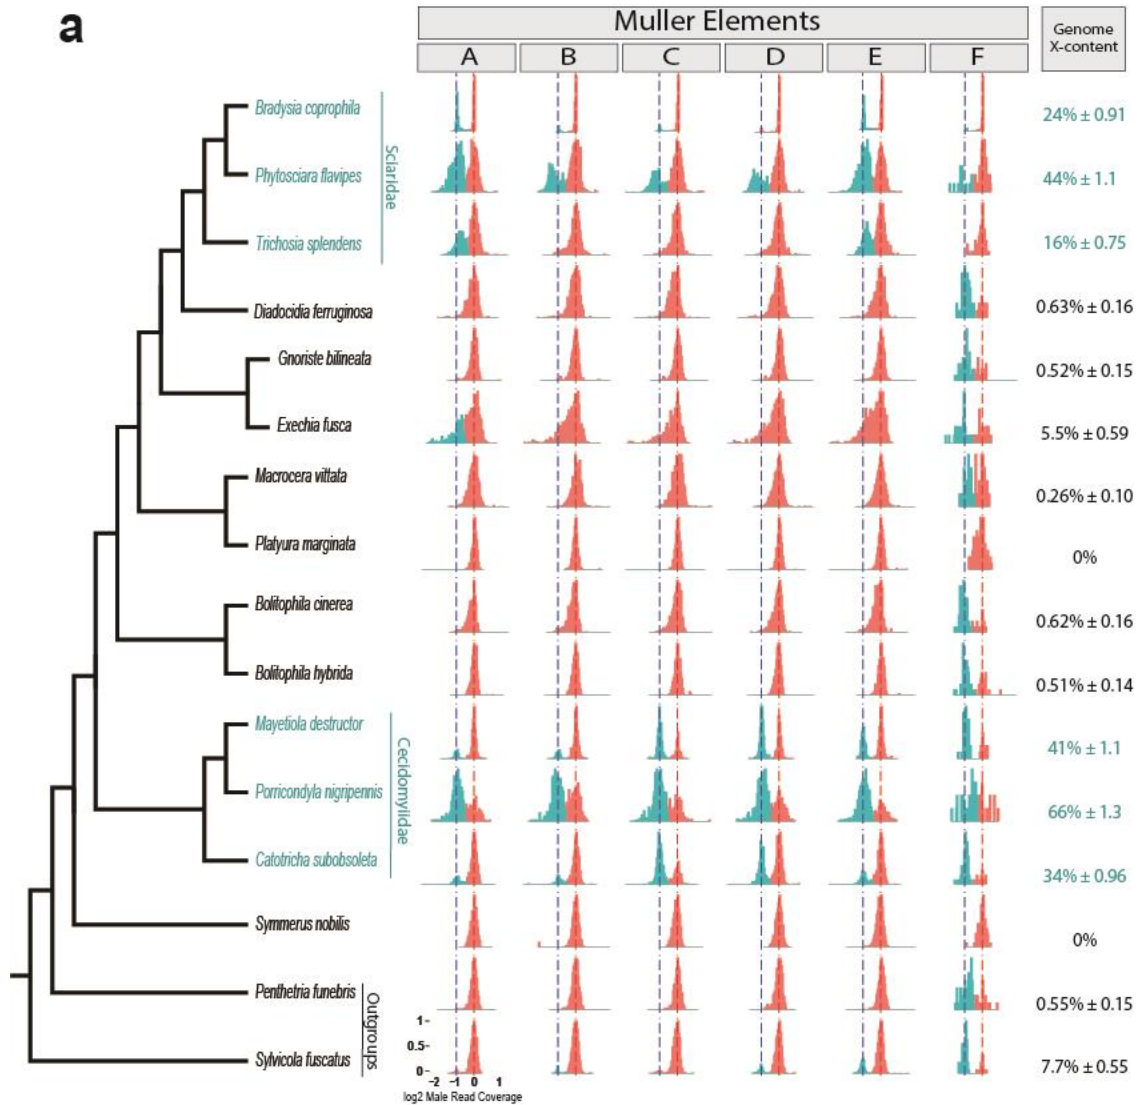 a
Muller Elements
Genome
X-content
A B C D E F
Bradysia coprophila
24% ± 0.91
Phytosciara flavipes
44% ± 1.1
Trichosia splendens
16% ± 0.75
Sciaridae
Diadocidia ferruginosa
0.63% ± 0.16
Gnoriste bilineata
0.52% ± 0.15
Exechia fusca
5.5% ± 0.59
Macrocera vittata
0.26% ± 0.10
Platyura marginata
0%
Bolitophila cinerea
0.62% ± 0.16
Bolitophila hybrida
0.51% ± 0.14
Mayetiola destructor
41% ± 1.1
Porricondyla nigripennis
66% ± 1.3
Catotricha subobsoleta
34% ± 0.96
Cecidomyiidae
Symmerus nobilis
0%
Penthetria funebris
0.55% ± 0.15
Sylvicola fuscatus
7.7% ± 0.55
Outgroups
1-
0.5-
0-
-2 -1 0 1
log2 Male Read Coverage